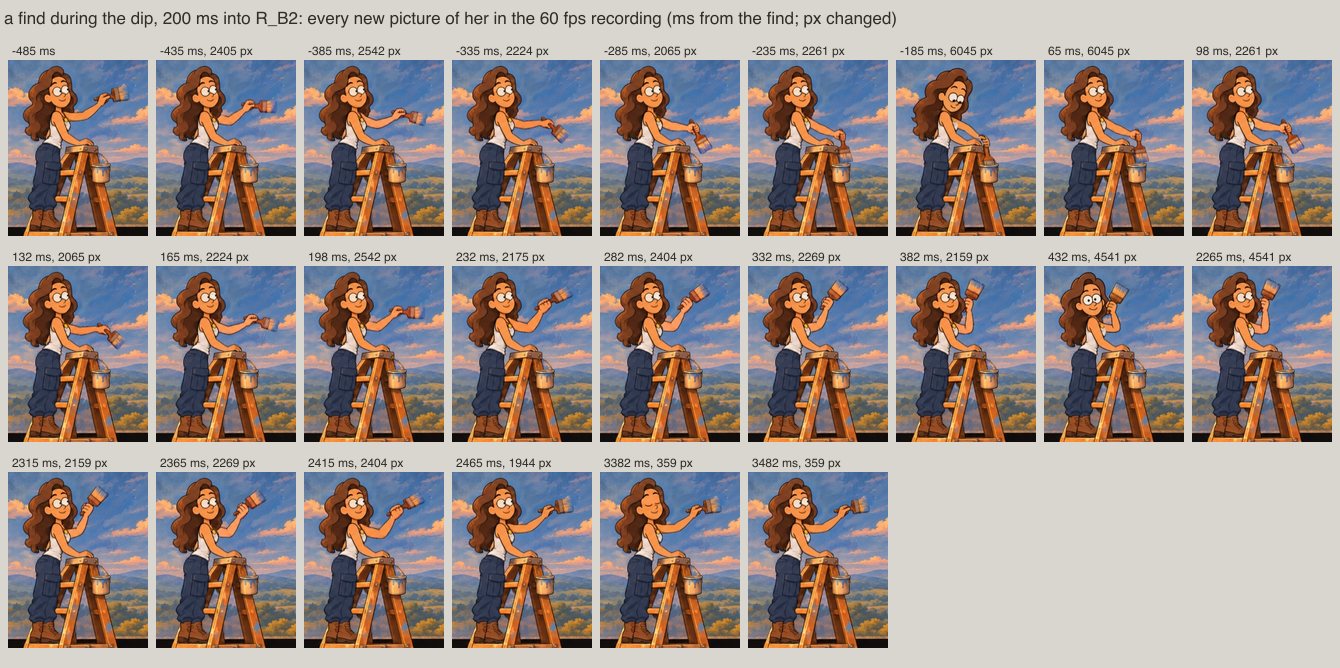 a find during the dip, 200 ms into R_B2: every new picture of her in the 60 fps recording (ms from the find; px changed)
-485 ms -435 ms, 2405 px -385 ms, 2542 px -335 ms, 2224 px -285 ms, 2065 px -235 ms, 2261 px -185 ms, 6045 px 65 ms, 6045 px 98 ms, 2261 px
132 ms, 2065 px 165 ms, 2224 px 198 ms, 2542 px 232 ms, 2175 px 282 ms, 2404 px 332 ms, 2269 px 382 ms, 2159 px 432 ms, 4541 px 2265 ms, 4541 px
2315 ms, 2159 px 2365 ms, 2269 px 2415 ms, 2404 px 2465 ms, 1944 px 3382 ms, 359 px 3482 ms, 359 px